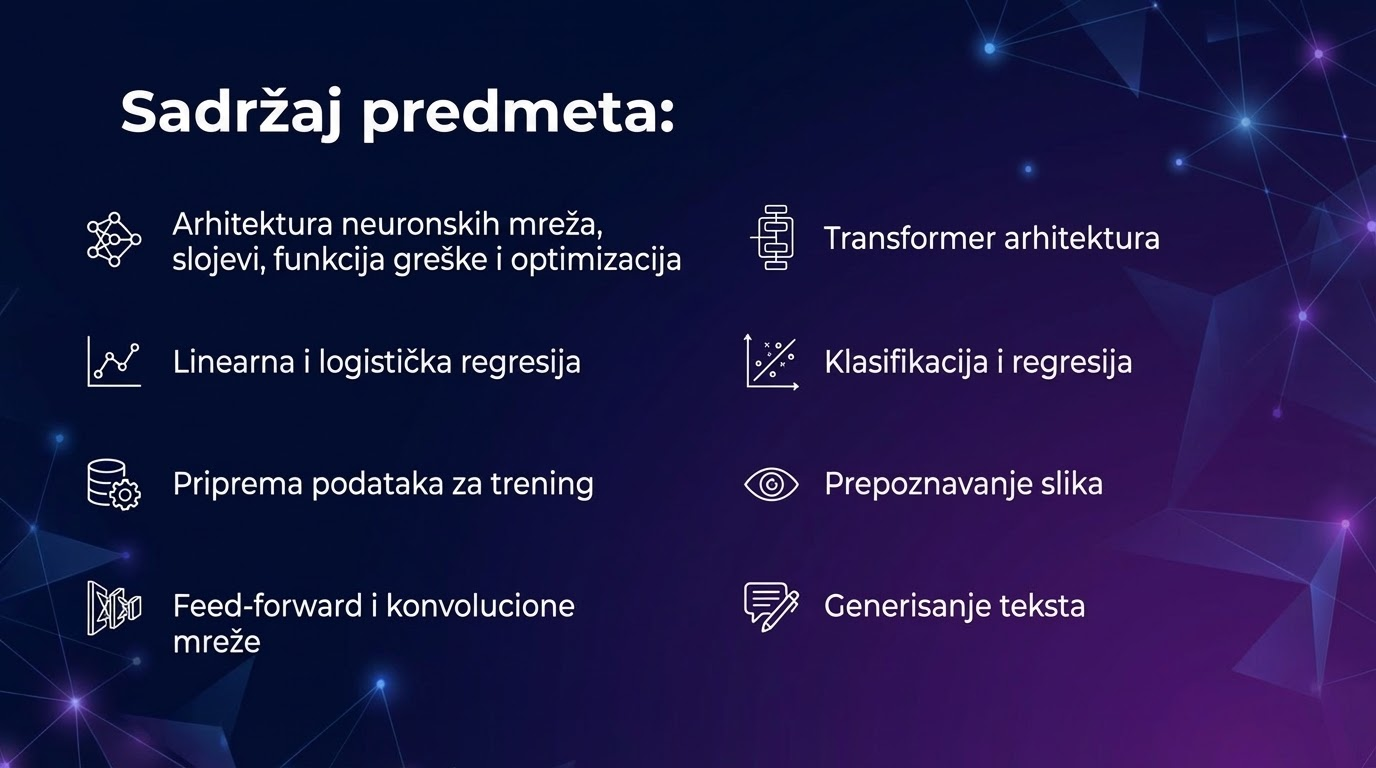 Sadržaj predmeta:
Arhitektura neuronskih mreža,
slojevi, funkcija greške i optimizacija
Linearna i logistička regresija
Priprema podataka za trening
Feed-forward i konvolucione
mreže
Transformer arhitektura
Klasifikacija i regresija
Prepoznavanje slika
Generisanje teksta